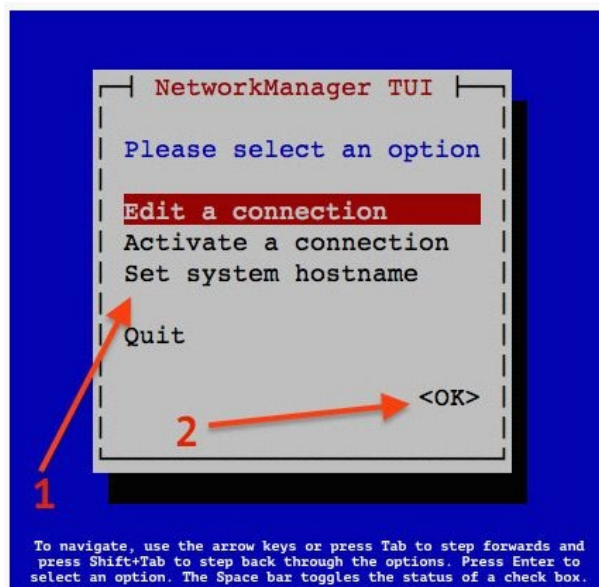 NetworkManager TUI
Please select an option
Edit a connection
Activate a connection
Set system hostname
Quit
<OK>
2
1
To navigate, use the arrow keys or press Tab to step forwards and
press Shift+Tab to step back through the options. Press Enter to
select an option. The Space bar toggles the status of a check box.